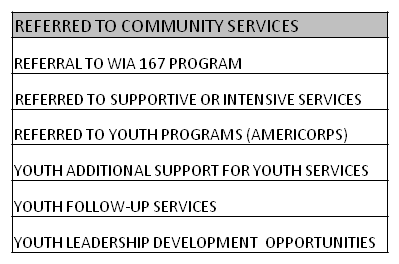 REFERRED TO COMMUNITY SERVICES
REFERRAL TO WIA 167 PROGRAM
REFERRED TO SUPPORTIVE OR INTENSIVE SERVICES
REFERRED TO YOUTH PROGRAMS (AMERICORPS)
YOUTH ADDITIONAL SUPPORT FOR YOUTH SERVICES
YOUTH FOLLOW-UP SERVICES
YOUTH LEADERSHIP DEVELOPMENT  OPPORTUNITIES